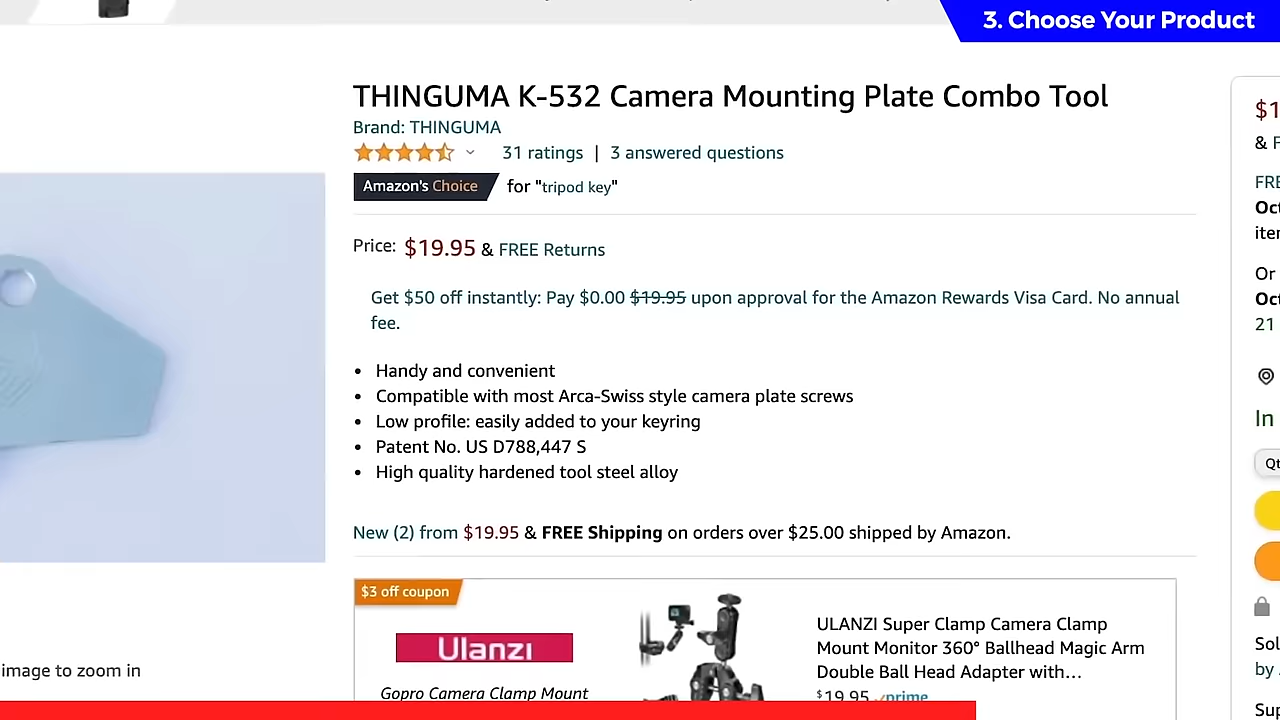 3. Choose Your Product
THINGUMA K-532 Camera Mounting Plate Combo Tool
Brand: THINGUMA
31 ratings | 3 answered questions
Amazon's Choice for "tripod key"
Price: $19.95 & FREE Returns
Get $50 off instantly: Pay $0.00 $19.95 upon approval for the Amazon Rewards Visa Card. No annual
fee.
• Handy and convenient
• Compatible with most Arca-Swiss style camera plate screws
• Low profile: easily added to your keyring
• Patent No. US D788,447 S
• High quality hardened tool steel alloy
New (2) from $19.95 & FREE Shipping on orders over $25.00 shipped by Amazon.
$3 off coupon
Ulanzi
Gopro Camera Clamp Mount
ULANZI Super Clamp Camera Clamp
Mount Monitor 360° Ballhead Magic Arm
Double Ball Head Adapter with...
$19.95 prime
image to zoom in
$1
&
Or
21
In
by